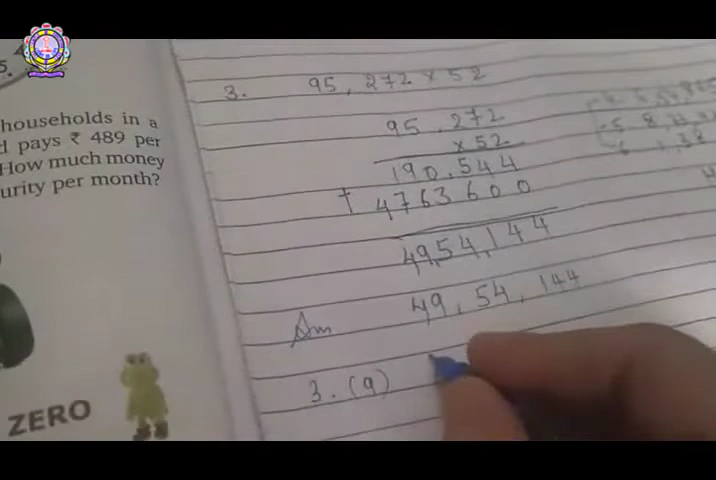 households in a
pays ₹ 489 per
How much money
urity per month?
ZERO
3. 95,272 × 52
95,272
× 52
190,544
+ 4763600
49,54,144
Ans 49,54,144
3. (9)